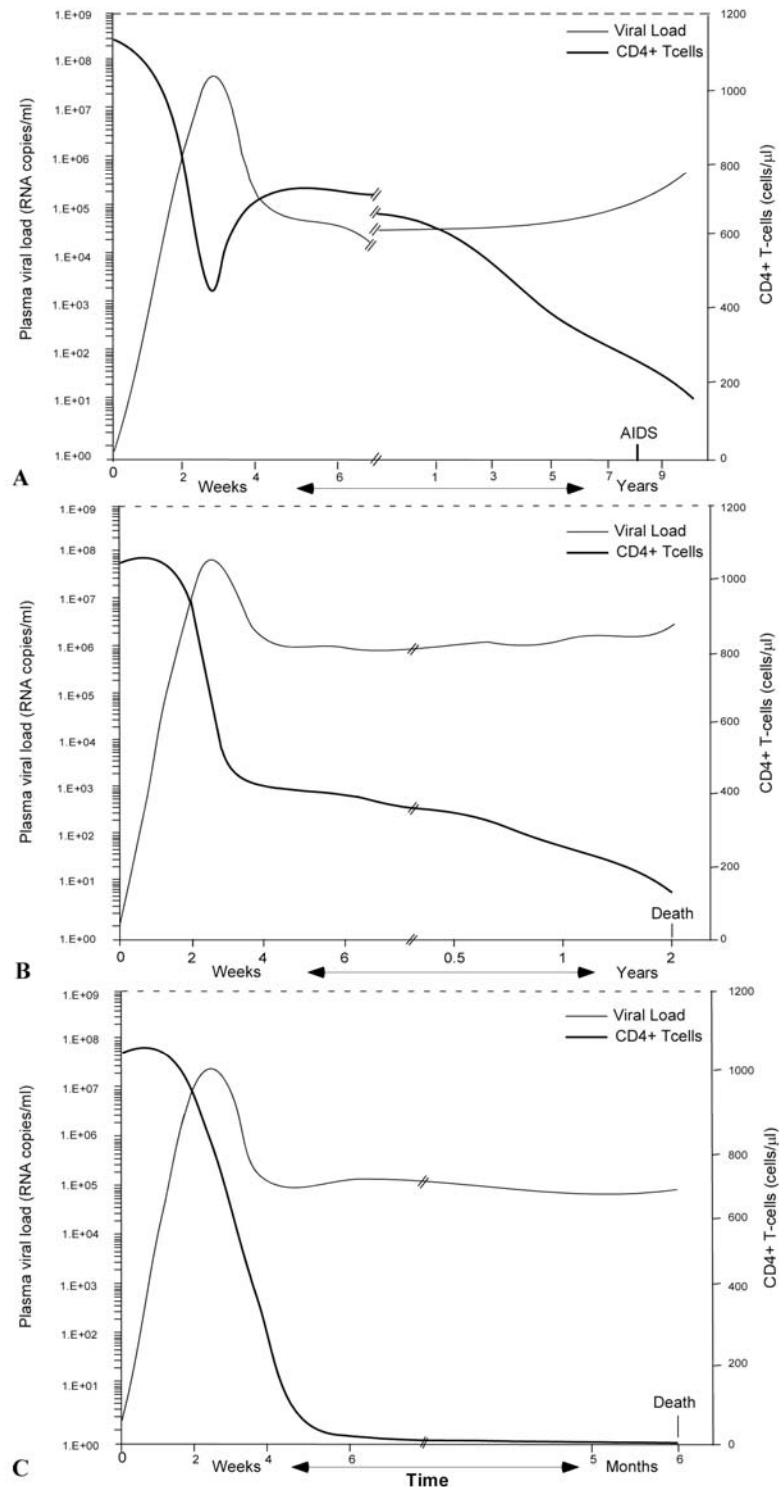 1.E+09
1.E+08
1.E+07
1.E+06
1.E+05
1.E+04
1.E+03
1.E+02
1.E+01
1.E+00
Plasma viral load (RNA copies/ml)
Viral Load
CD4+ Tcells
1200
1000
800
600
400
200
0
CD4+ T-cells (cells/µl)
AIDS
0 2 4 6 1 3 5 7 9
Weeks Years
A
1.E+09
1.E+08
1.E+07
1.E+06
1.E+05
1.E+04
1.E+03
1.E+02
1.E+01
1.E+00
Plasma viral load (RNA copies/ml)
Viral Load
CD4+ Tcells
1200
1000
800
600
400
200
0
CD4+ T-cells (cells/µl)
Death
0 2 4 6 0.5 1 2
Weeks Years
B
1.E+09
1.E+08
1.E+07
1.E+06
1.E+05
1.E+04
1.E+03
1.E+02
1.E+01
1.E+00
Plasma viral load (RNA copies/ml)
Viral Load
CD4+ Tcells
1200
1000
800
600
400
200
0
CD4+ T-cells (cells/µl)
Death
0 2 4 6 5 6
Weeks Months
C
Time